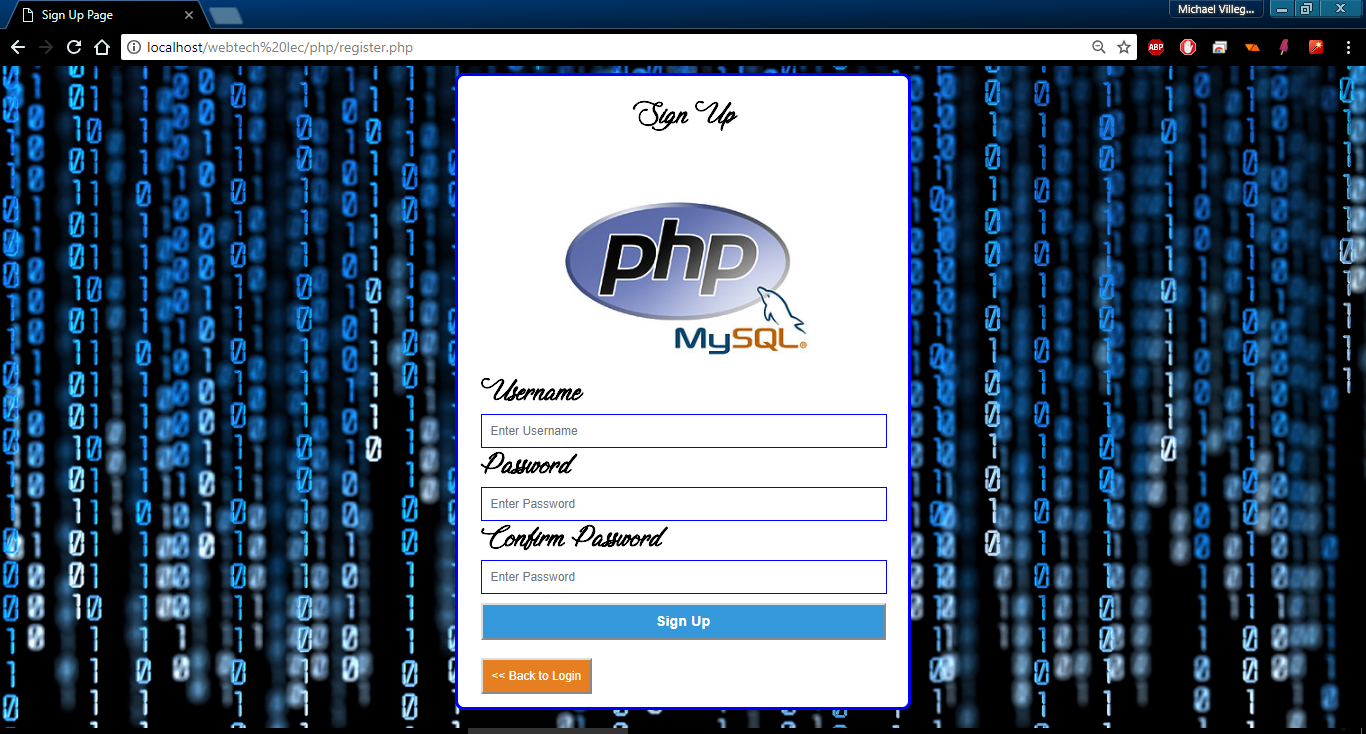 Sign Up Page
Michael Villeg...
localhost/webtech%20lec/php/register.php
ABP
Sign Up
php
MySQL®
Username
Enter Username
Password
Enter Password
Confirm Password
Enter Password
Sign Up
<< Back to Login